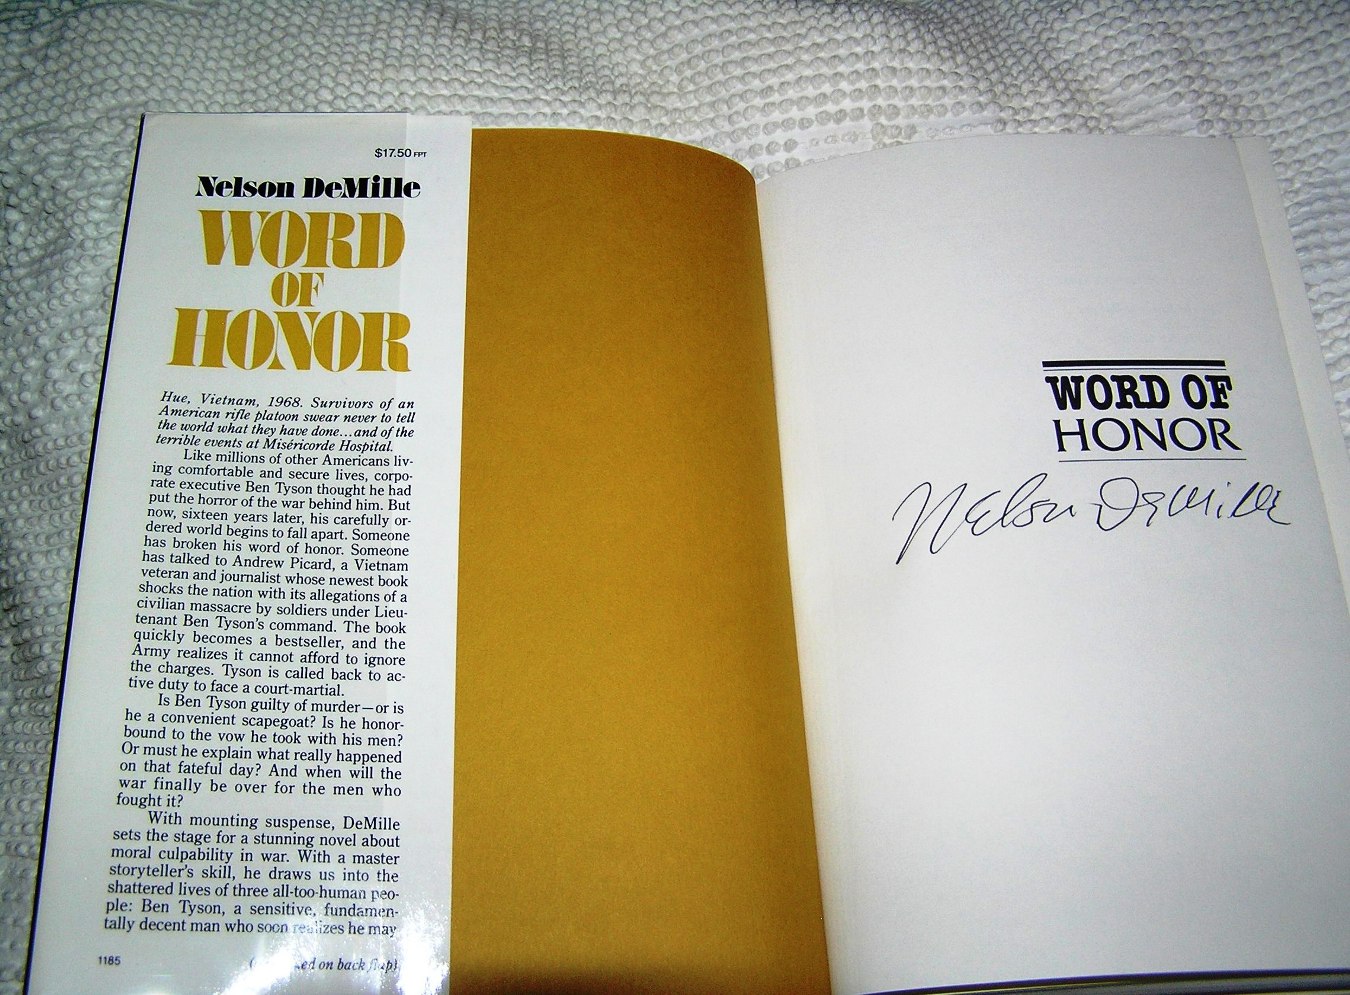 $17.50 FPT
Nelson DeMille
WORD
OF
HONOR
Hue, Vietnam, 1968. Survivors of an
American rifle platoon swear never to tell
the world what they have done...and of the
terrible events at Miséricorde Hospital.
Like millions of other Americans liv-
ing comfortable and secure lives, corpo-
rate executive Ben Tyson thought he had
put the horror of the war behind him. But
now, sixteen years later, his carefully or-
dered world begins to fall apart. Someone
has broken his word of honor. Someone
has talked to Andrew Picard, a Vietnam
veteran and journalist whose newest book
shocks the nation with its allegations of a
civilian massacre by soldiers under Lieu-
tenant Ben Tyson's command. The book
quickly becomes a bestseller, and the
Army realizes it cannot afford to ignore
the charges. Tyson is called back to ac-
tive duty to face a court-martial.
Is Ben Tyson guilty of murder—or is
he a convenient scapegoat? Is he honor-
bound to the vow he took with his men?
Or must he explain what really happened
on that fateful day? And when will the
war finally be over for the men who
fought it?
With mounting suspense, DeMille
sets the stage for a stunning novel about
moral culpability in war. With a master
storyteller's skill, he draws us into the
shattered lives of three all-too-human peo-
ple: Ben Tyson, a sensitive, fundamen-
tally decent man who soon realizes he may
1185
on back flap)
WORD OF
HONOR
Nelson DeMille